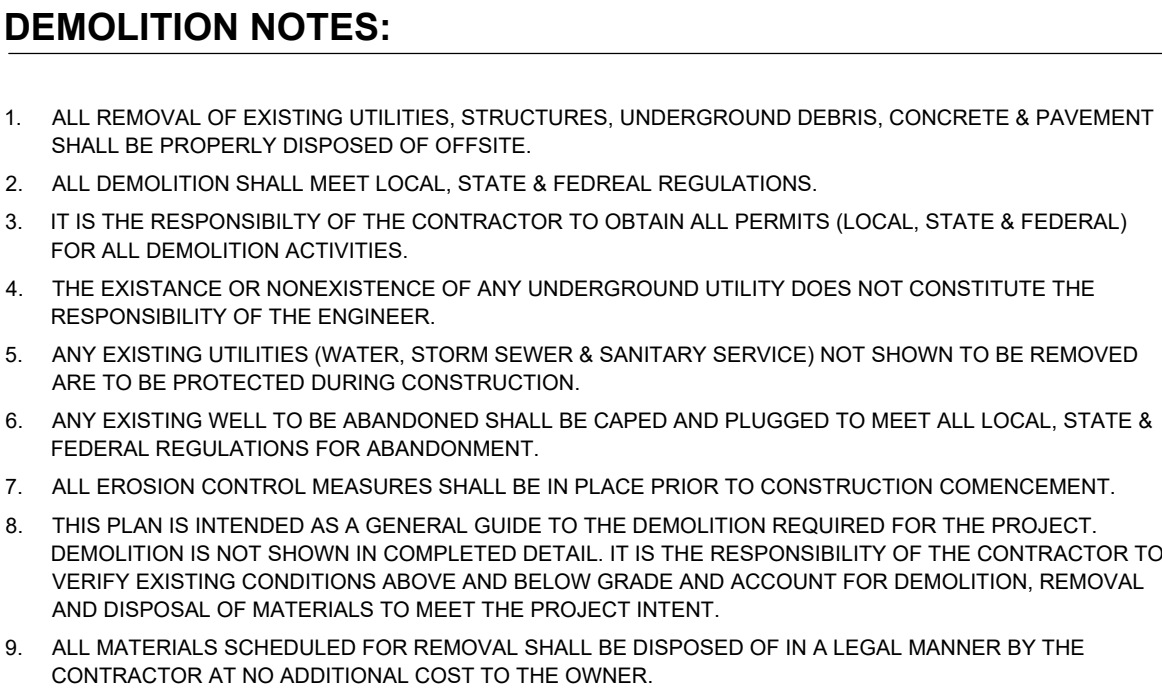 DEMOLITION NOTES:
1. ALL REMOVAL OF EXISTING UTILITIES, STRUCTURES, UNDERGROUND DEBRIS, CONCRETE & PAVEMENT
SHALL BE PROPERLY DISPOSED OF OFFSITE.
2. ALL DEMOLITION SHALL MEET LOCAL, STATE & FEDREAL REGULATIONS.
3. IT IS THE RESPONSIBILTY OF THE CONTRACTOR TO OBTAIN ALL PERMITS (LOCAL, STATE & FEDERAL)
FOR ALL DEMOLITION ACTIVITIES.
4. THE EXISTANCE OR NONEXISTENCE OF ANY UNDERGROUND UTILITY DOES NOT CONSTITUTE THE
RESPONSIBILITY OF THE ENGINEER.
5. ANY EXISTING UTILITIES (WATER, STORM SEWER & SANITARY SERVICE) NOT SHOWN TO BE REMOVED
ARE TO BE PROTECTED DURING CONSTRUCTION.
6. ANY EXISTING WELL TO BE ABANDONED SHALL BE CAPED AND PLUGGED TO MEET ALL LOCAL, STATE &
FEDERAL REGULATIONS FOR ABANDONMENT.
7. ALL EROSION CONTROL MEASURES SHALL BE IN PLACE PRIOR TO CONSTRUCTION COMENCEMENT.
8. THIS PLAN IS INTENDED AS A GENERAL GUIDE TO THE DEMOLITION REQUIRED FOR THE PROJECT.
DEMOLITION IS NOT SHOWN IN COMPLETED DETAIL. IT IS THE RESPONSIBILITY OF THE CONTRACTOR TO
VERIFY EXISTING CONDITIONS ABOVE AND BELOW GRADE AND ACCOUNT FOR DEMOLITION, REMOVAL
AND DISPOSAL OF MATERIALS TO MEET THE PROJECT INTENT.
9. ALL MATERIALS SCHEDULED FOR REMOVAL SHALL BE DISPOSED OF IN A LEGAL MANNER BY THE
CONTRACTOR AT NO ADDITIONAL COST TO THE OWNER.